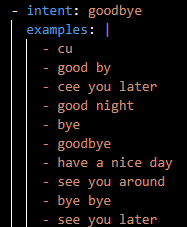 - intent: goodbye
examples: |
- cu
- good by
- cee you later
- good night
- bye
- goodbye
- have a nice day
- see you around
- bye bye
- see you later